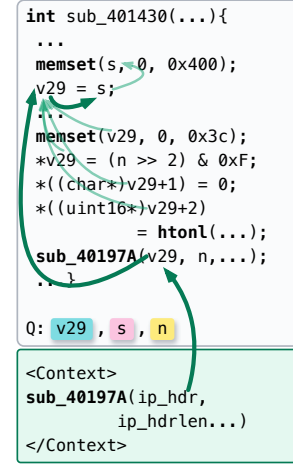 int sub_401430(...){
...
memset(s, 0, 0x400);
v29 = s;
...
memset(v29, 0, 0x3c);
*v29 = (n >> 2) & 0xF;
*((char*)v29+1) = 0;
*((uint16*)v29+2)
= htonl(...);
sub_40197A(v29, n,...);
...}
Q: v29 , s , n
<Context>
sub_40197A(ip_hdr,
ip_hdrlen...)
</Context>